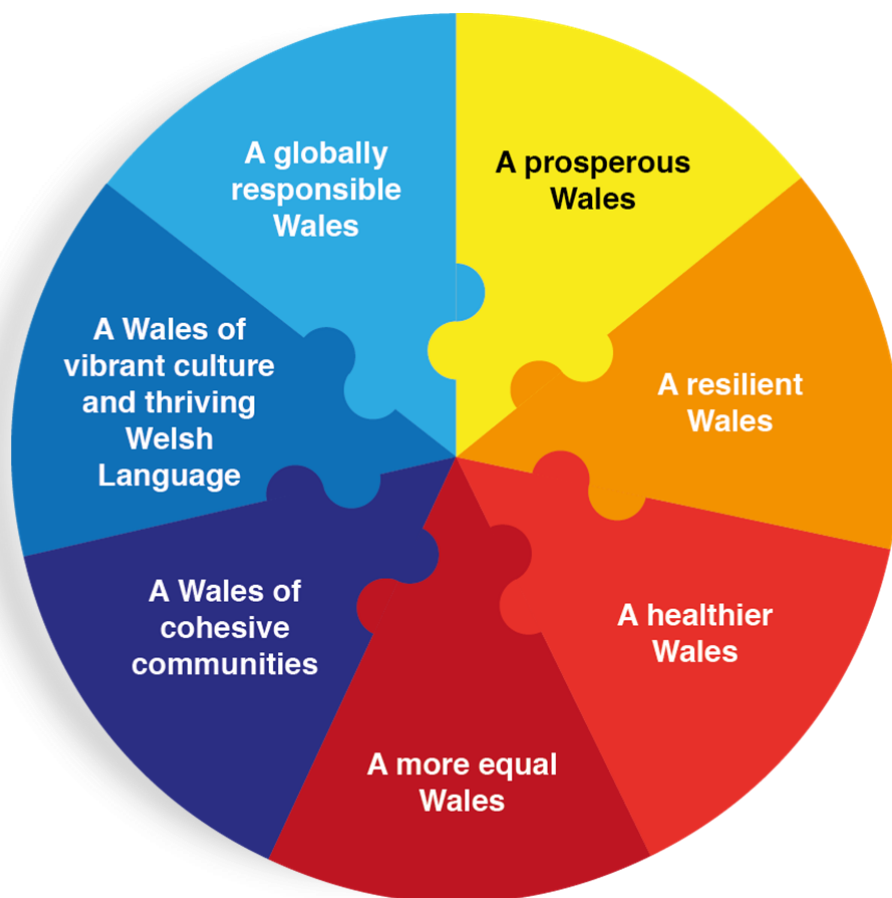 A prosperous
Wales
A resilient
Wales
A healthier
Wales
A more equal
Wales
A Wales of
cohesive
communities
A Wales of
vibrant culture
and thriving
Welsh
Language
A globally
responsible
Wales